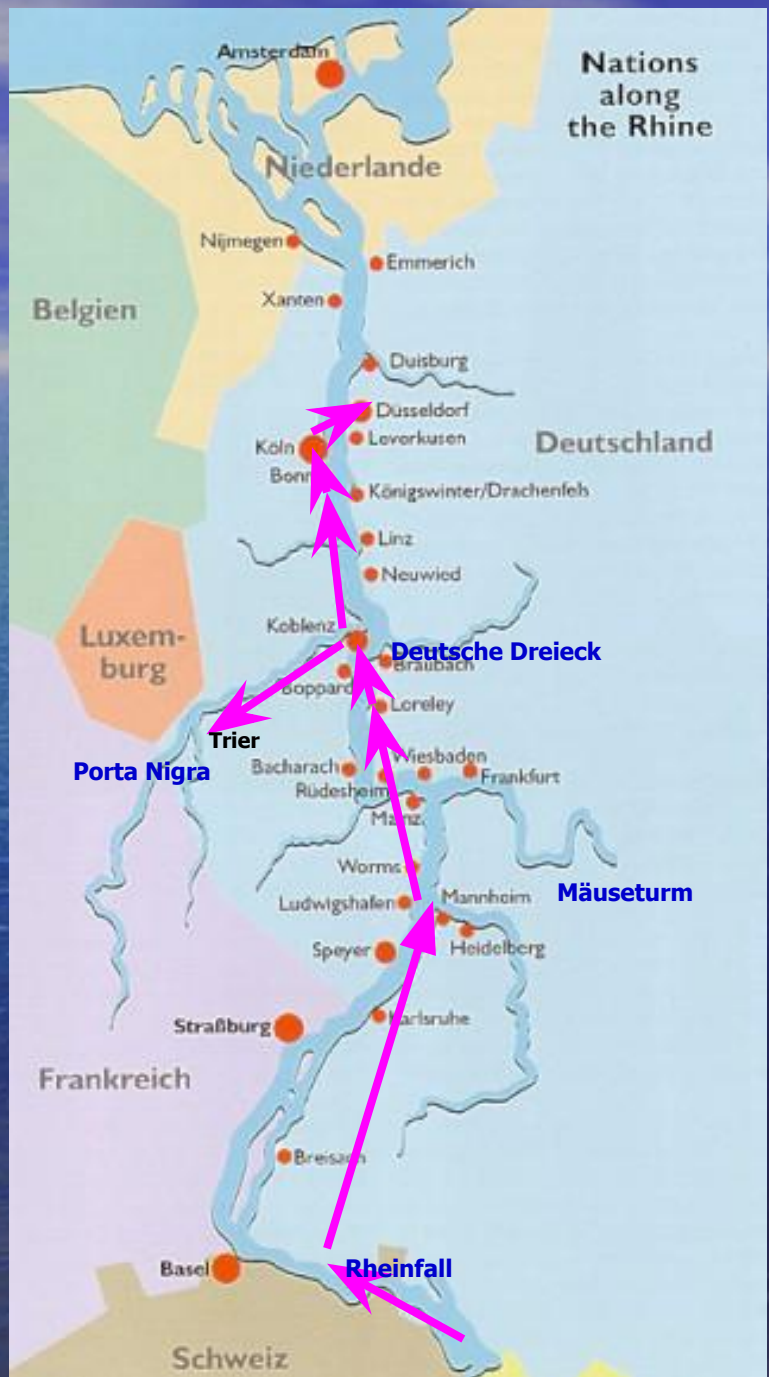 Amsterdam
Nations
along
the Rhine
Niederlande
Nijmegen
Emmerich
Xanten
Belgien
Duisburg
Düsseldorf
Leverkusen
Deutschland
Köln
Bonn
Königswinter/Drachenfels
Linz
Neuwied
Koblenz
Luxem-
burg
Deutsche Dreieck
Braubach
Boppard
Loreley
Trier
Porta Nigra
Bacharach
Wiesbaden
Frankfurt
Rüdesheim
Mainz
Worms
Mäuseturm
Ludwigshafen
Mannheim
Speyer
Heidelberg
Straßburg
Karlsruhe
Frankreich
Breisach
Basel
Rheinfall
Schweiz